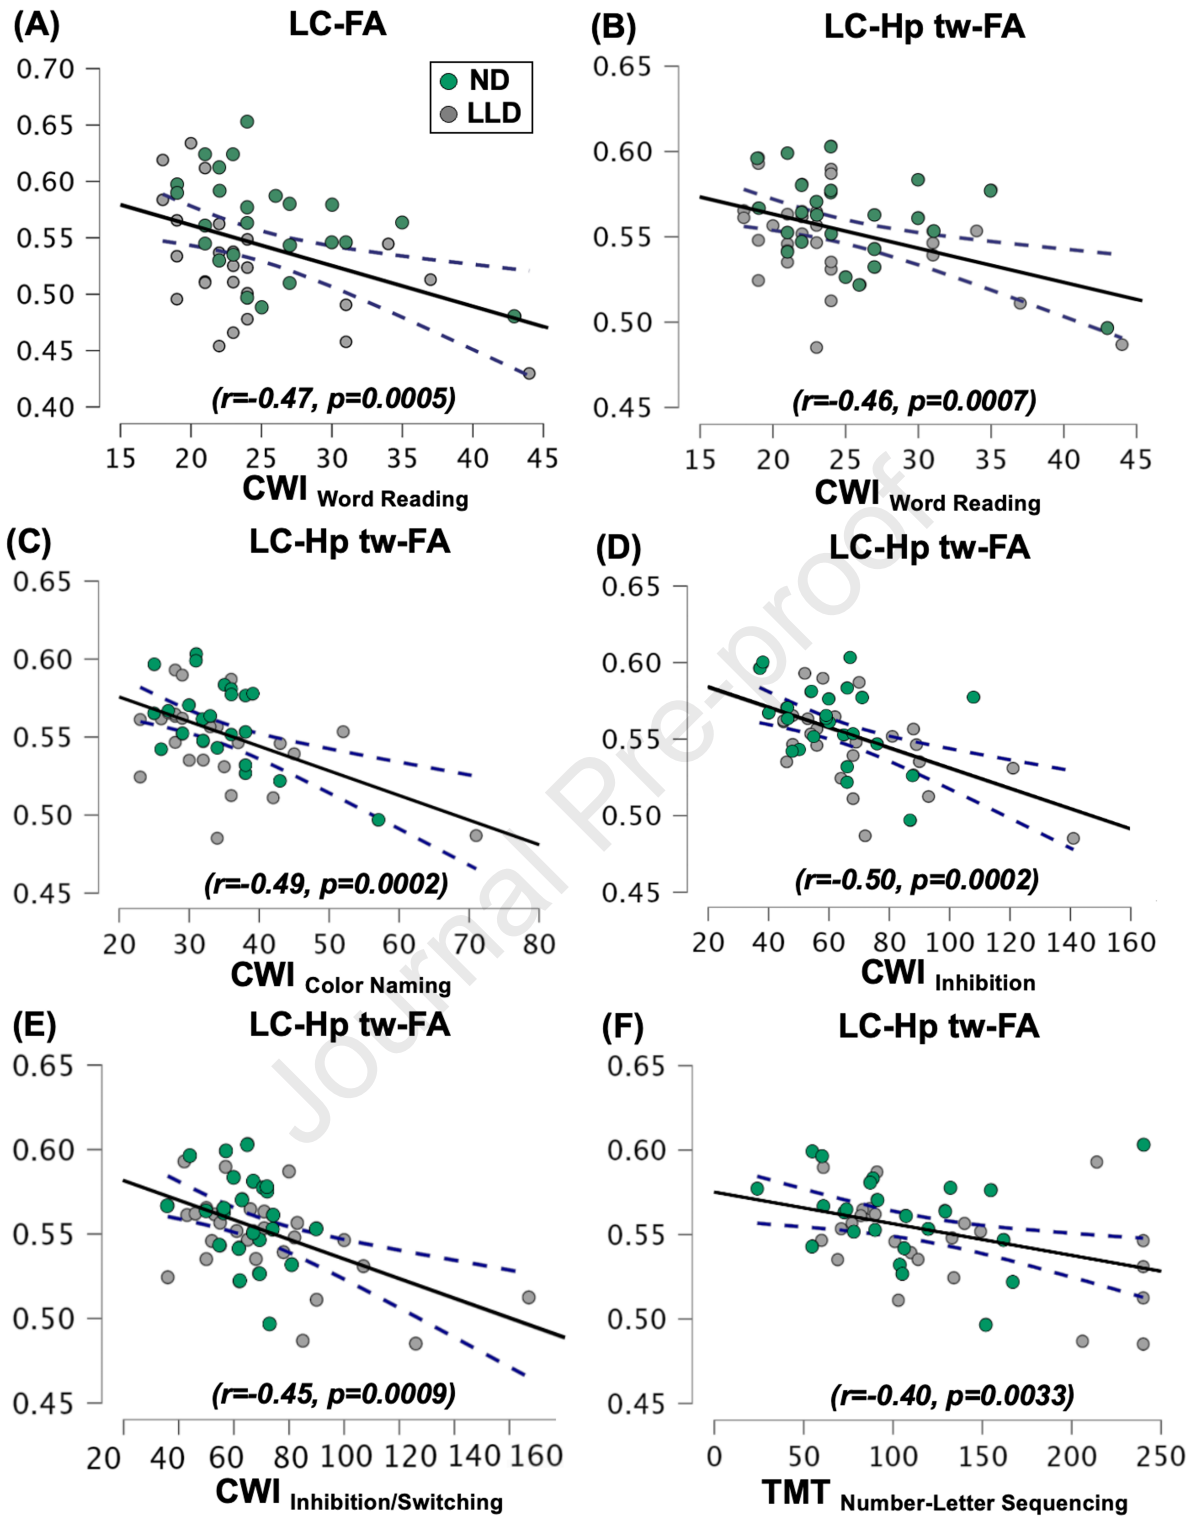 (A) LC-FA
0.70
0.65
0.60
0.55
0.50
0.45
0.40
ND
LLD
(r=-0.47, p=0.0005)
15 20 25 30 35 40 45
CWI Word Reading
(B) LC-Hp tw-FA
0.65
0.60
0.55
0.50
0.45
(r=-0.46, p=0.0007)
15 20 25 30 35 40 45
CWI Word Reading
(C) LC-Hp tw-FA
0.65
0.60
0.55
0.50
0.45
(r=-0.49, p=0.0002)
20 30 40 50 60 70 80
CWI Color Naming
(D) LC-Hp tw-FA
0.65
0.60
0.55
0.50
0.45
(r=-0.50, p=0.0002)
20 40 60 80 100 120 140 160
CWI Inhibition
(E) LC-Hp tw-FA
0.65
0.60
0.55
0.50
0.45
(r=-0.45, p=0.0009)
20 40 60 80 100 120 140 160
CWI Inhibition/Switching
(F) LC-Hp tw-FA
0.65
0.60
0.55
0.50
0.45
(r=-0.40, p=0.0033)
0 50 100 150 200 250
TMT Number-Letter Sequencing
Journal Pre-proof